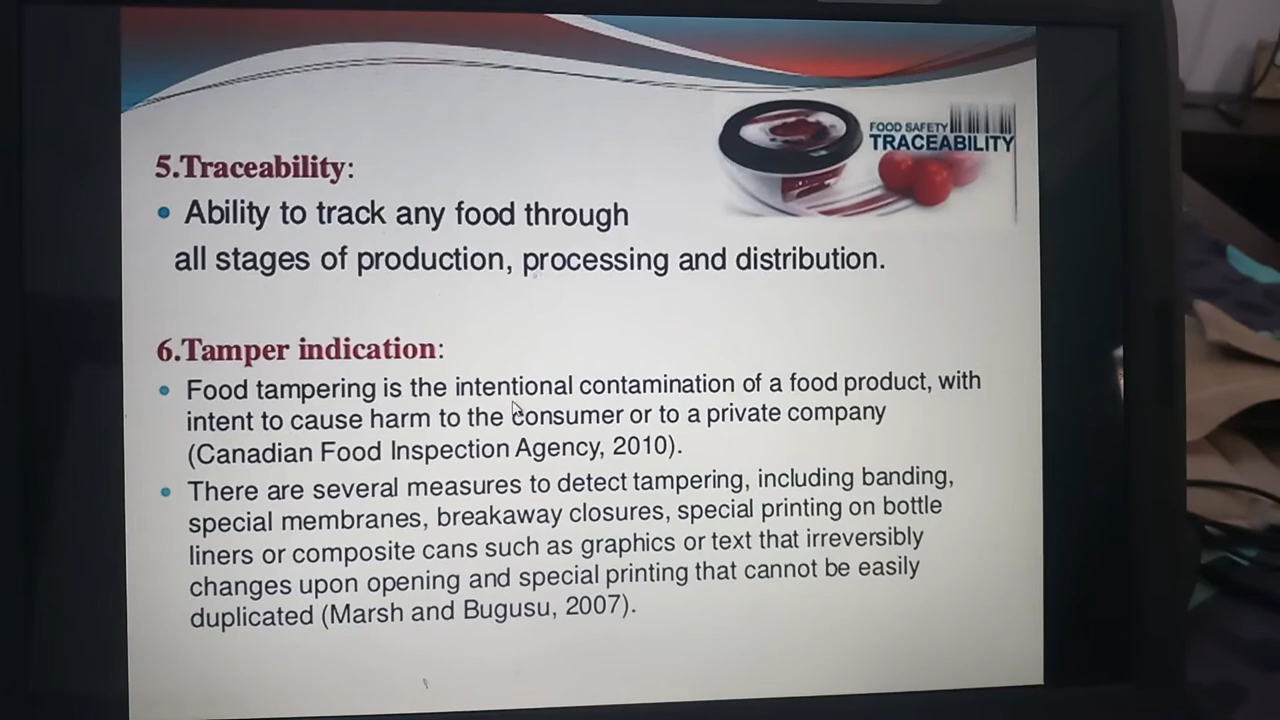 FOOD SAFETY
TRACEABILITY
5.Traceability:
• Ability to track any food through
all stages of production, processing and distribution.
6.Tamper indication:
• Food tampering is the intentional contamination of a food product, with
intent to cause harm to the consumer or to a private company
(Canadian Food Inspection Agency, 2010).
• There are several measures to detect tampering, including banding,
special membranes, breakaway closures, special printing on bottle
liners or composite cans such as graphics or text that irreversibly
changes upon opening and special printing that cannot be easily
duplicated (Marsh and Bugusu, 2007).